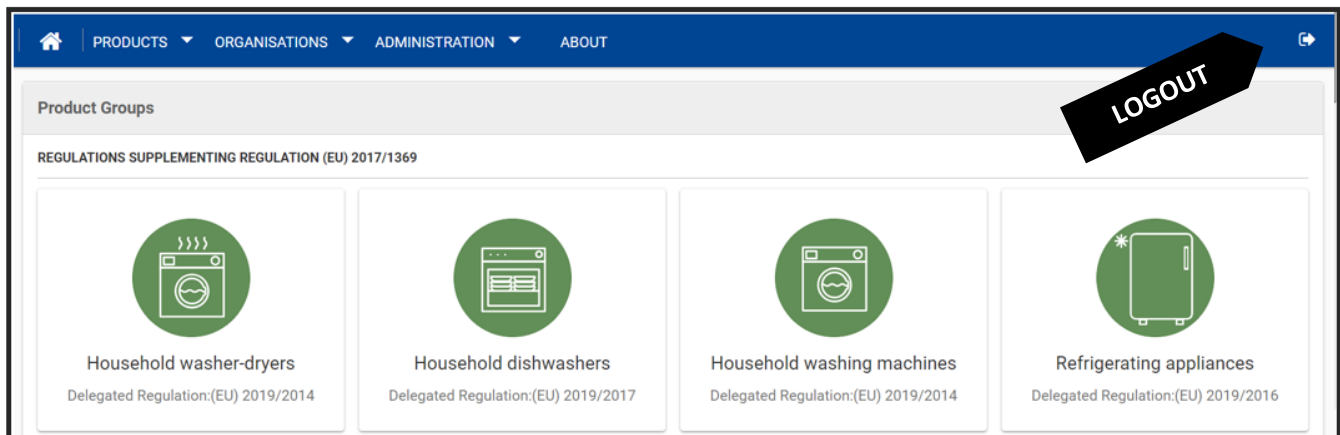 PRODUCTS ORGANISATIONS ADMINISTRATION ABOUT
LOGOUT
Product Groups
REGULATIONS SUPPLEMENTING REGULATION (EU) 2017/1369
Household washer-dryers
Delegated Regulation:(EU) 2019/2014
Household dishwashers
Delegated Regulation:(EU) 2019/2017
Household washing machines
Delegated Regulation:(EU) 2019/2014
Refrigerating appliances
Delegated Regulation:(EU) 2019/2016